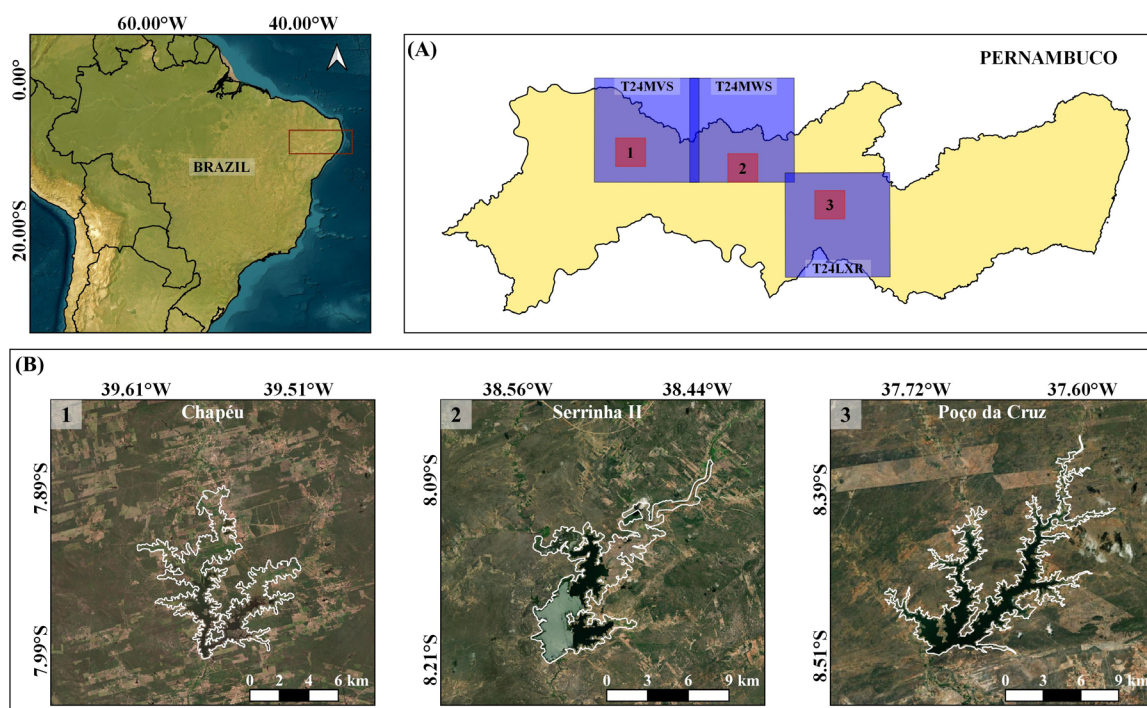 60.00°W 40.00°W
0.00°
20.00°S
BRAZIL
(A)
PERNAMBUCO
T24MVS T24MWS
1
2
3
T24LXR
(B)
39.61°W 39.51°W
7.89°S
7.99°S
1
Chapéu
0 2 4 6 km
38.56°W 38.44°W
8.09°S
8.21°S
2
Serrinha II
0 3 6 9 km
37.72°W 37.60°W
8.39°S
8.51°S
3
Poço da Cruz
0 3 6 9 km